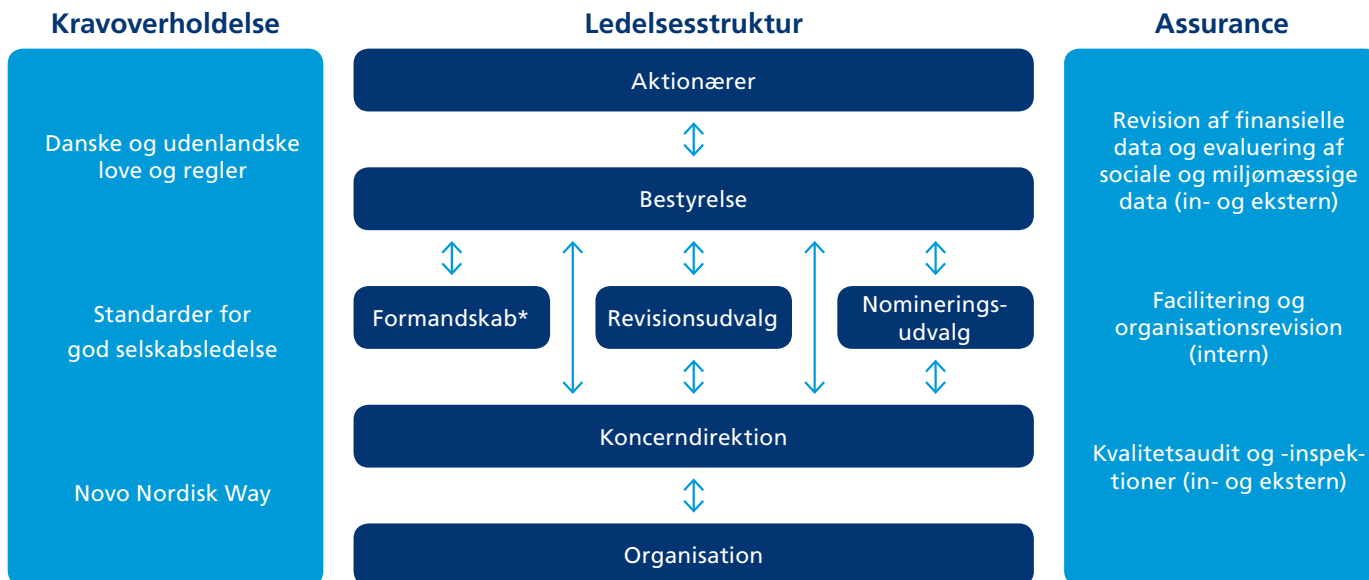 Kravoverholdelse
Danske og udenlandske
love og regler
Standarder for
god selskabsledelse
Novo Nordisk Way
Ledelsesstruktur
Aktionærer
Bestyrelse
Formandskab*
Revisionsudvalg
Nominerings-
udvalg
Koncerndirektion
Organisation
Assurance
Revision af finansielle
data og evaluering af
sociale og miljømæssige
data (in- og ekstern)
Facilitering og
organisationsrevision
(intern)
Kvalitetsaudit og -inspek-
tioner (in- og ekstern)